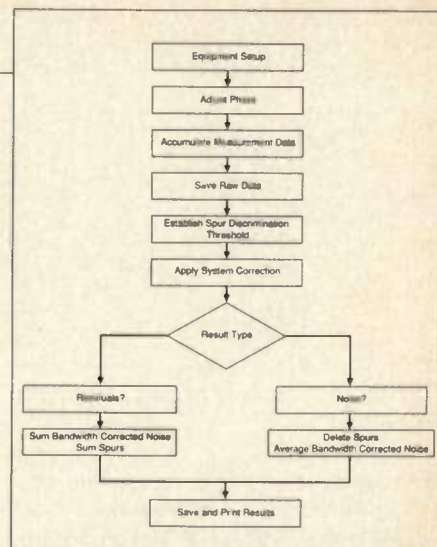 Equipment Setup
Adjust Phase
Accumulate Measurement Data
Save Raw Data
Establish Spur Discrimination
Threshold
Apply System Correction
Result Type
Residuals?
Noise?
Sum Bandwidth Corrected Noise
Sum Spurs
Delete Spurs
Average Bandwidth Corrected Noise
Save and Print Results